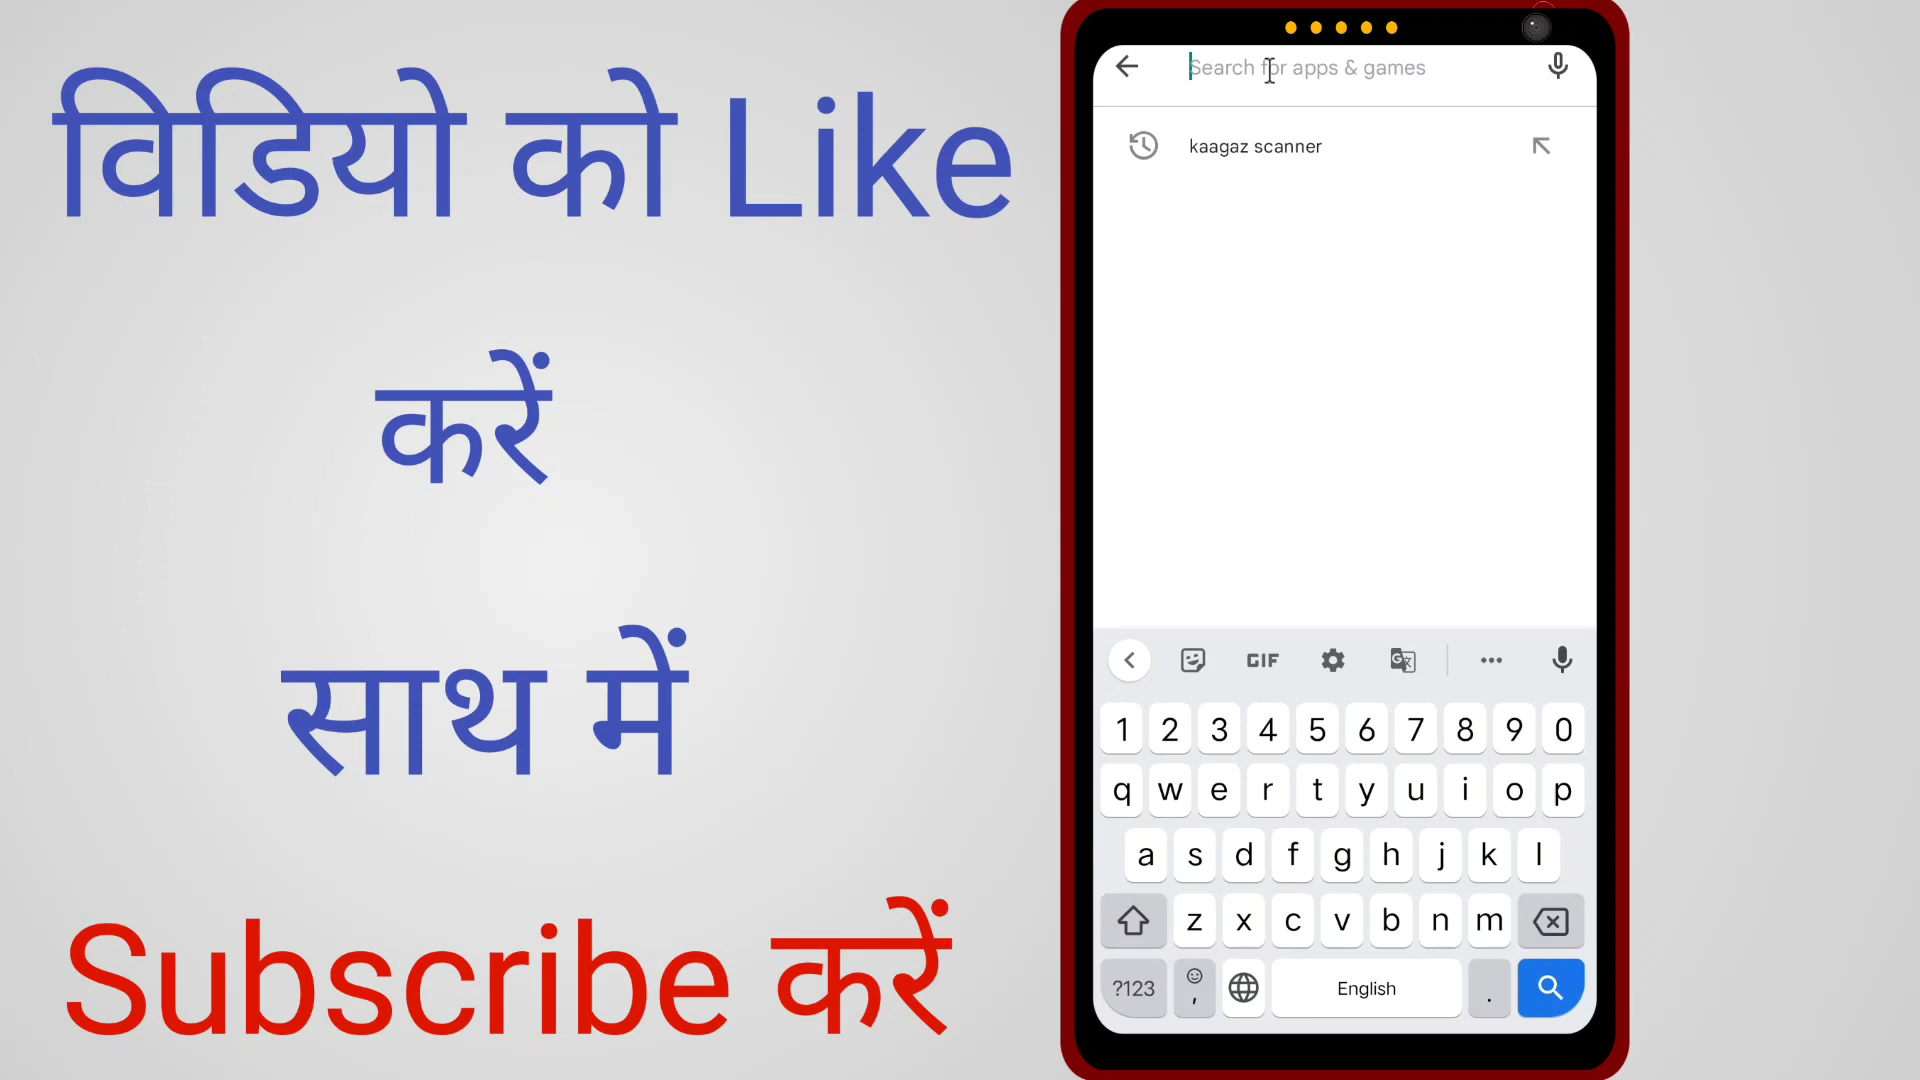 विडियो को Like
करें
साथ में
Subscribe करें
Search for apps & games
kaagaz scanner
GIF
1 2 3 4 5 6 7 8 9 0
q w e r t y u i o p
a s d f g h j k l
z x c v b n m
?123 , English .